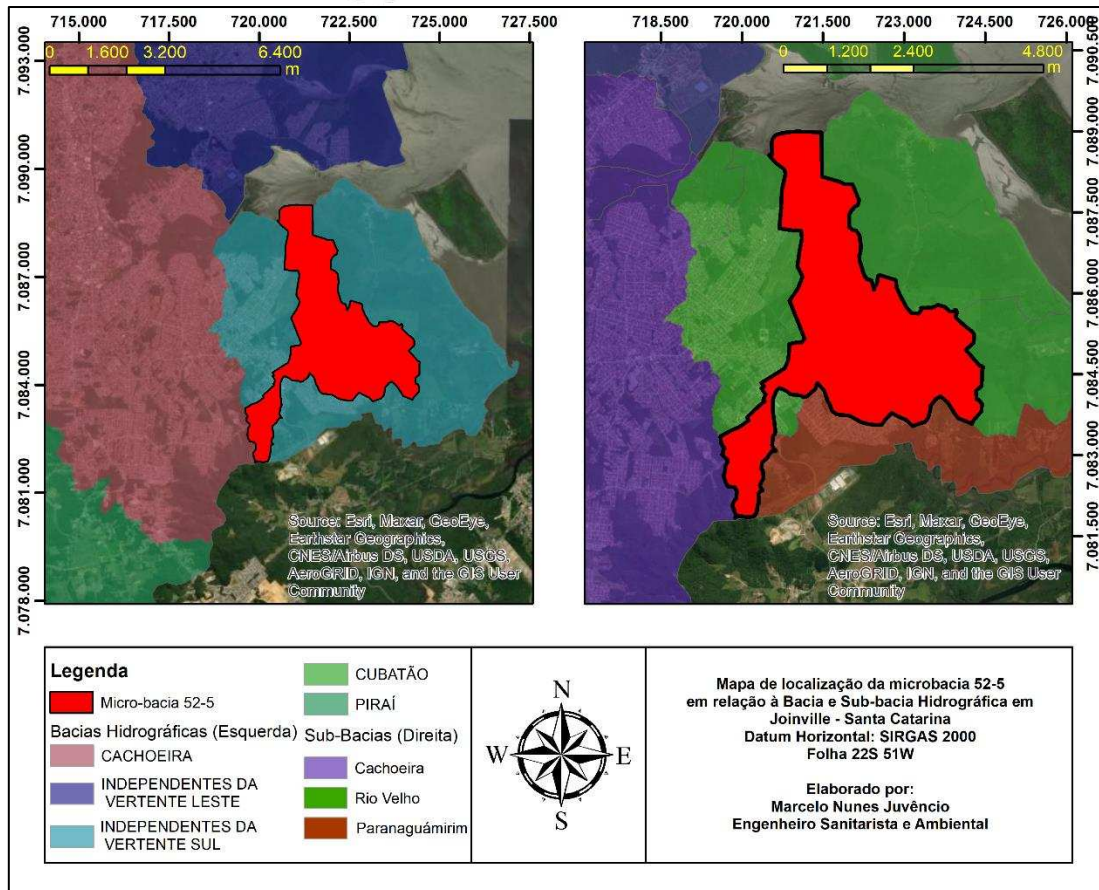 715.000 717.500 720.000 722.500 725.000 727.500
718.500 720.000 721.500 723.000 724.500 726.000
0 1.600 3.200 6.400
m
0 1.200 2.400 4.800
m
7.093.000
7.090.000
7.087.000
7.084.000
7.081.000
7.078.000
7.090.500
7.089.000
7.087.500
7.086.000
7.084.500
7.083.000
7.081.500
Source: Esri, Maxar, GeoEye,
Earthstar Geographics,
CNES/Airbus DS, USDA, USGS,
AeroGRID, IGN, and the GIS User
Community
Source: Esri, Maxar, GeoEye,
Earthstar Geographics,
CNES/Airbus DS, USDA, USGS,
AeroGRID, IGN, and the GIS User
Community
Legenda
Micro-bacia 52-5
Bacias Hidrográficas (Esquerda)
CACHOEIRA
INDEPENDENTES DA
VERTENTE LESTE
INDEPENDENTES DA
VERTENTE SUL
CUBATÃO
PIRAÍ
Sub-Bacias (Direita)
Cachoeira
Rio Velho
Paranaguámirim
N
W E
S
Mapa de localização da microbacia 52-5
em relação à Bacia e Sub-bacia Hidrográfica em
Joinville - Santa Catarina
Datum Horizontal: SIRGAS 2000
Folha 22S 51W
Elaborado por:
Marcelo Nunes Juvêncio
Engenheiro Sanitarista e Ambiental